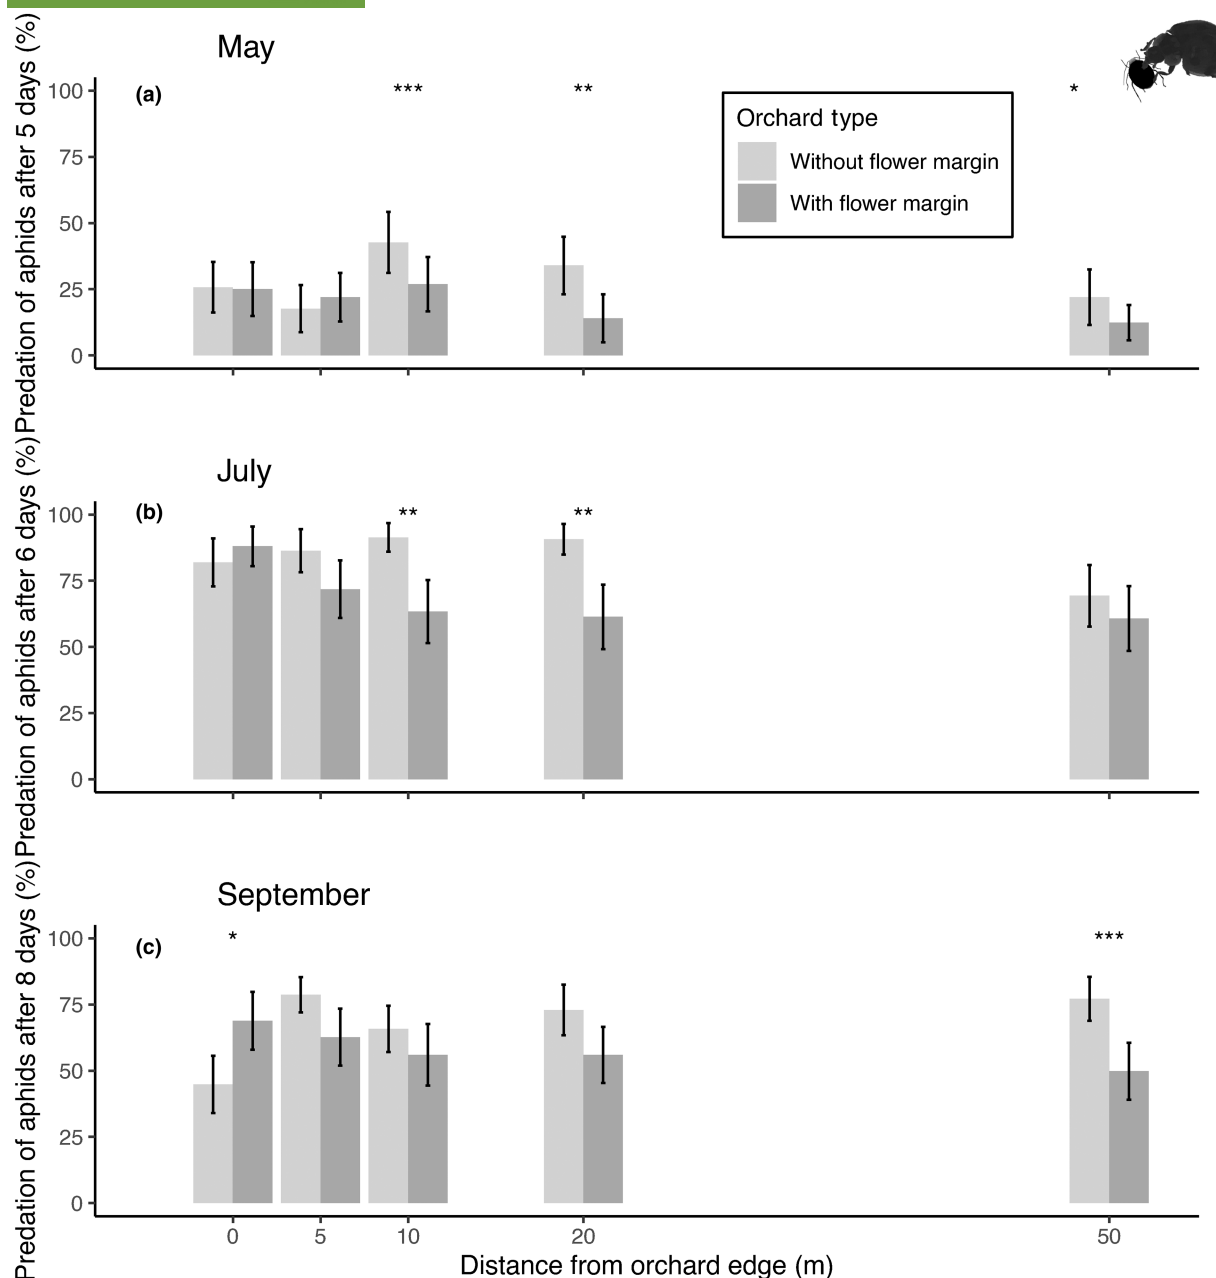 May
Predation of aphids after 5 days (%)
(a)
***
**
*
100
75
50
25
0
Orchard type
Without flower margin
With flower margin
July
Predation of aphids after 6 days (%)
(b)
**
**
100
75
50
25
0
September
Predation of aphids after 8 days (%)
(c)
*
***
100
75
50
25
0
0 5 10 20 50
Distance from orchard edge (m)